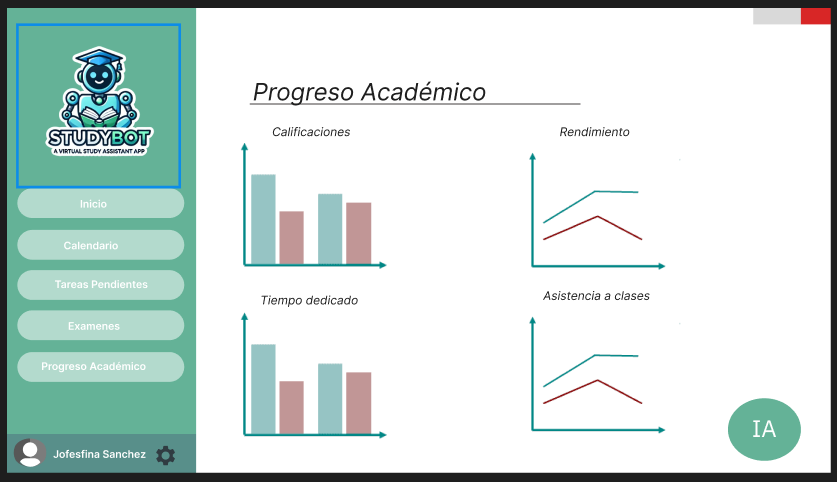 STUDYBOT
A VIRTUAL STUDY ASSISTANT APP
Inicio
Calendario
Tareas Pendientes
Examenes
Progreso Académico
Jofesfina Sanchez
Progreso Académico
Calificaciones
Rendimiento
Tiempo dedicado
Asistencia a clases
IA